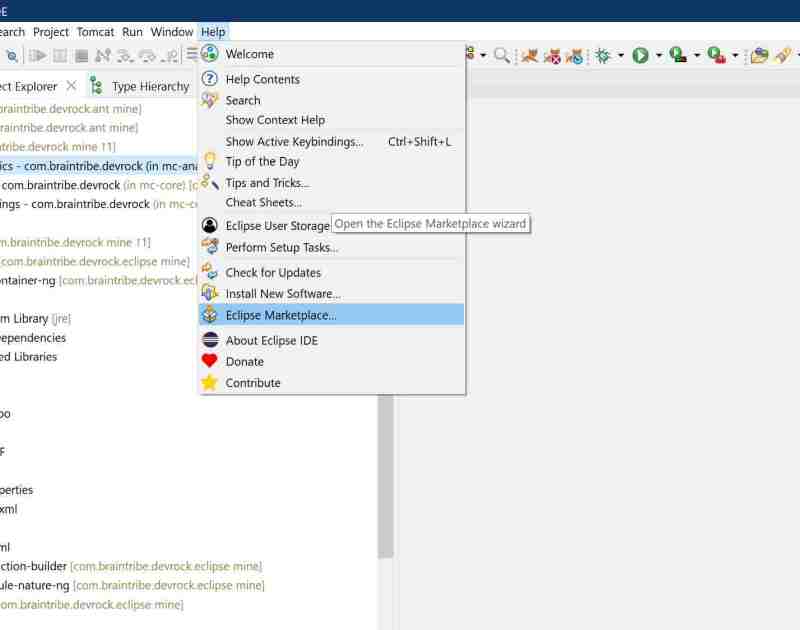 DE
earch Project Tomcat Run Window Help
Welcome
Help Contents
Search
Show Context Help
Show Active Keybindings... Ctrl+Shift+L
Tip of the Day
Tips and Tricks...
Cheat Sheets...
Eclipse User Storage
Open the Eclipse Marketplace wizard
Perform Setup Tasks...
Check for Updates
Install New Software...
Eclipse Marketplace...
About Eclipse IDE
Donate
Contribute
ect Explorer Type Hierarchy
braintribe.devrock.ant mine]
braintribe.devrock.ant mine]
ntribe.devrock mine 11]
ics - com.braintribe.devrock (in mc-ana
com.braintribe.devrock (in mc-core) [c
ings - com.braintribe.devrock (in mc-co
m.braintribe.devrock mine 11]
com.braintribe.devrock.eclipse mine]
ontainer-ng [com.braintribe.devrock.ecl
m Library [jre]
ependencies
ed Libraries
oo
F
perties
xml
ml
ction-builder [com.braintribe.devrock.eclipse mine]
ule-nature-ng [com.braintribe.devrock.eclipse mine]
com.braintribe.devrock.eclipse mine]